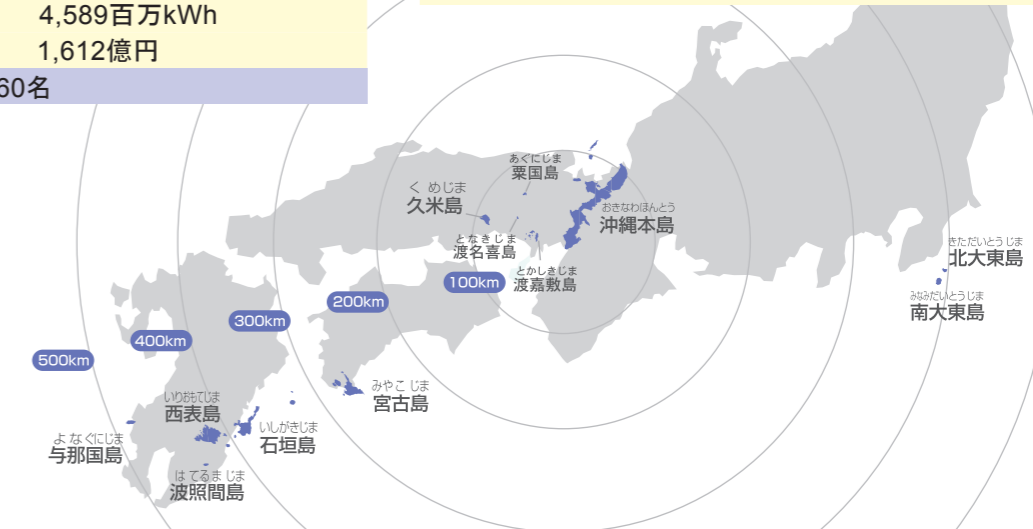 4,589百万kWh
1,612億円
60名
あぐにじま
粟国島
くめじま
久米島
おきなわほんとう
沖縄本島
となきじま
渡名喜島
とかしきじま
渡嘉敷島
きただいとうじま
北大東島
みなみだいとうじま
南大東島
100km
200km
300km
400km
500km
みやこじま
宮古島
いりおもてじま
西表島
いしがきじま
石垣島
よなぐにじま
与那国島
はてるまじま
波照間島